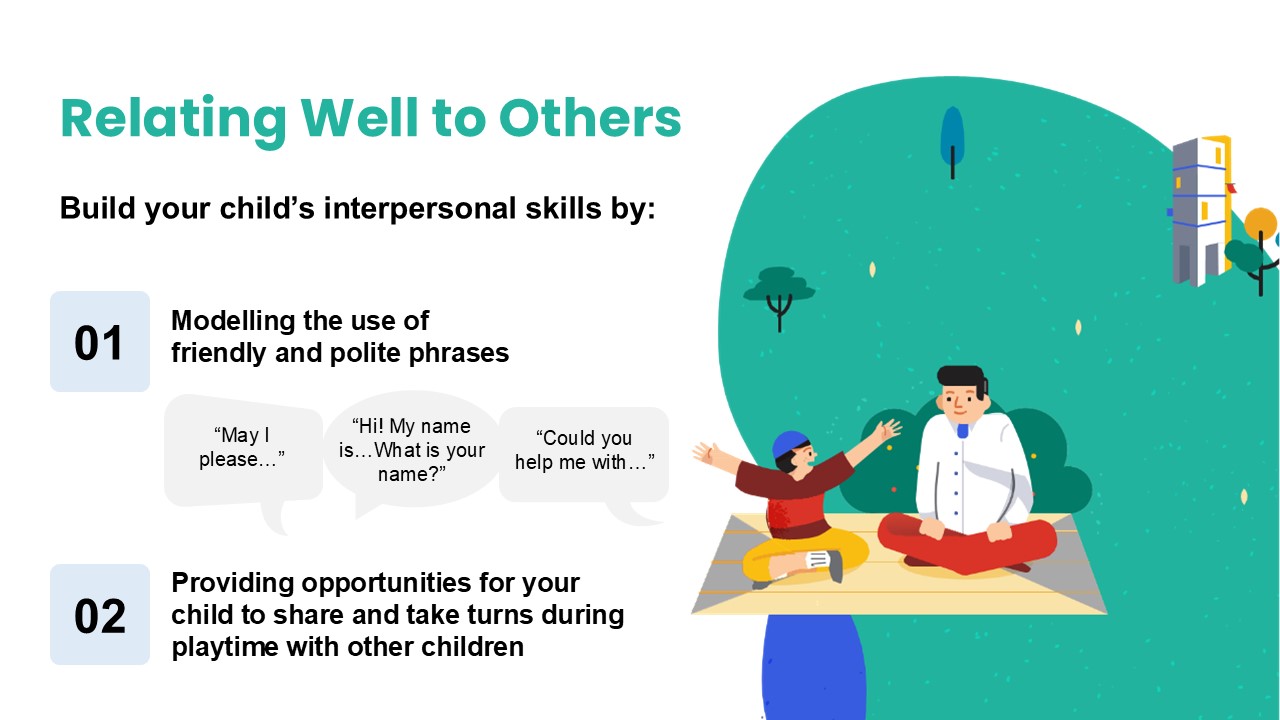 Relating Well to Others
Build your child’s interpersonal skills by:
01
Modelling the use of
friendly and polite phrases
“May I
please…”
“Hi! My name
is…What is your
name?”
“Could you
help me with…”
02
Providing opportunities for your
child to share and take turns during
playtime with other children